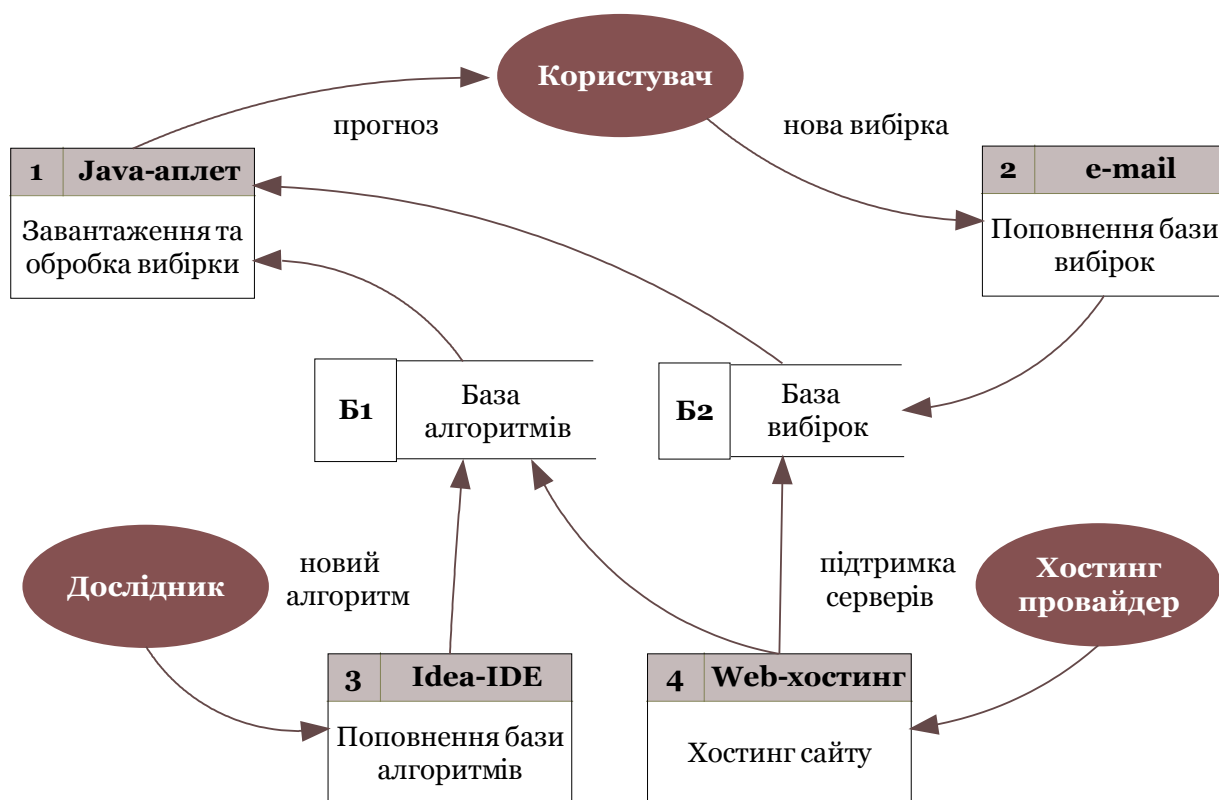 Користувач
прогноз
нова вибірка
1 Java-аплет
Завантаження та
обробка вибірки
2 e-mail
Поповнення бази
вибірок
Б1
База
алгоритмів
Б2
База
вибірок
Дослідник
новий
алгоритм
підтримка
серверів
Хостинг
провайдер
3 Idea-IDE
Поповнення бази
алгоритмів
4 Web-хостинг
Хостинг сайту